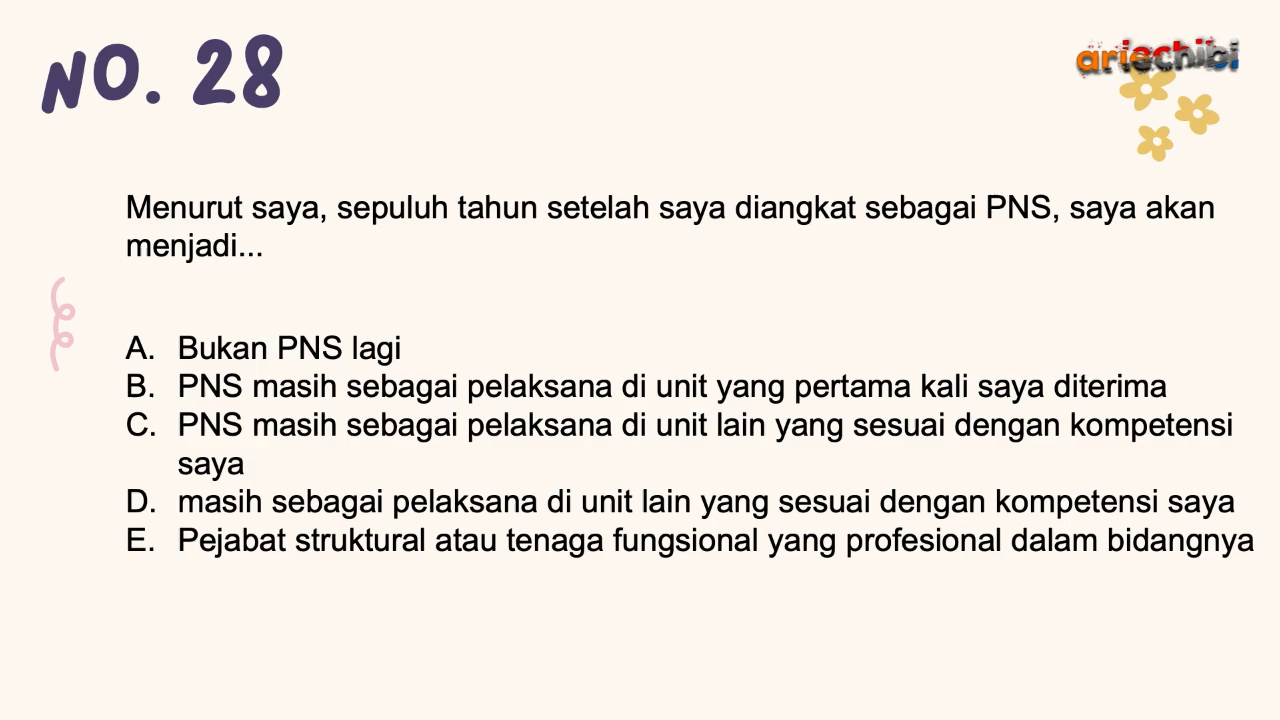 NO. 28
ariechibi
Menurut saya, sepuluh tahun setelah saya diangkat sebagai PNS, saya akan
menjadi...
A. Bukan PNS lagi
B. PNS masih sebagai pelaksana di unit yang pertama kali saya diterima
C. PNS masih sebagai pelaksana di unit lain yang sesuai dengan kompetensi
saya
D. masih sebagai pelaksana di unit lain yang sesuai dengan kompetensi saya
E. Pejabat struktural atau tenaga fungsional yang profesional dalam bidangnya